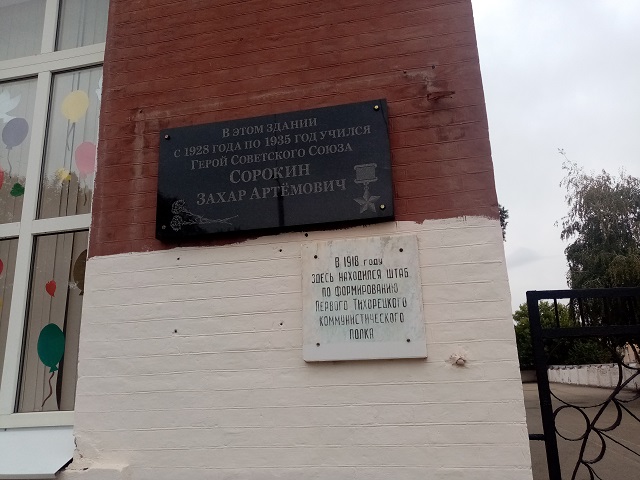 В этом здании
с 1928 года по 1935 год учился
Герой Советского Союза
Сорокин
Захар Артёмович
В 1918 году
здесь находился штаб
по формированию
Первого Тихорецкого
коммунистического
полка